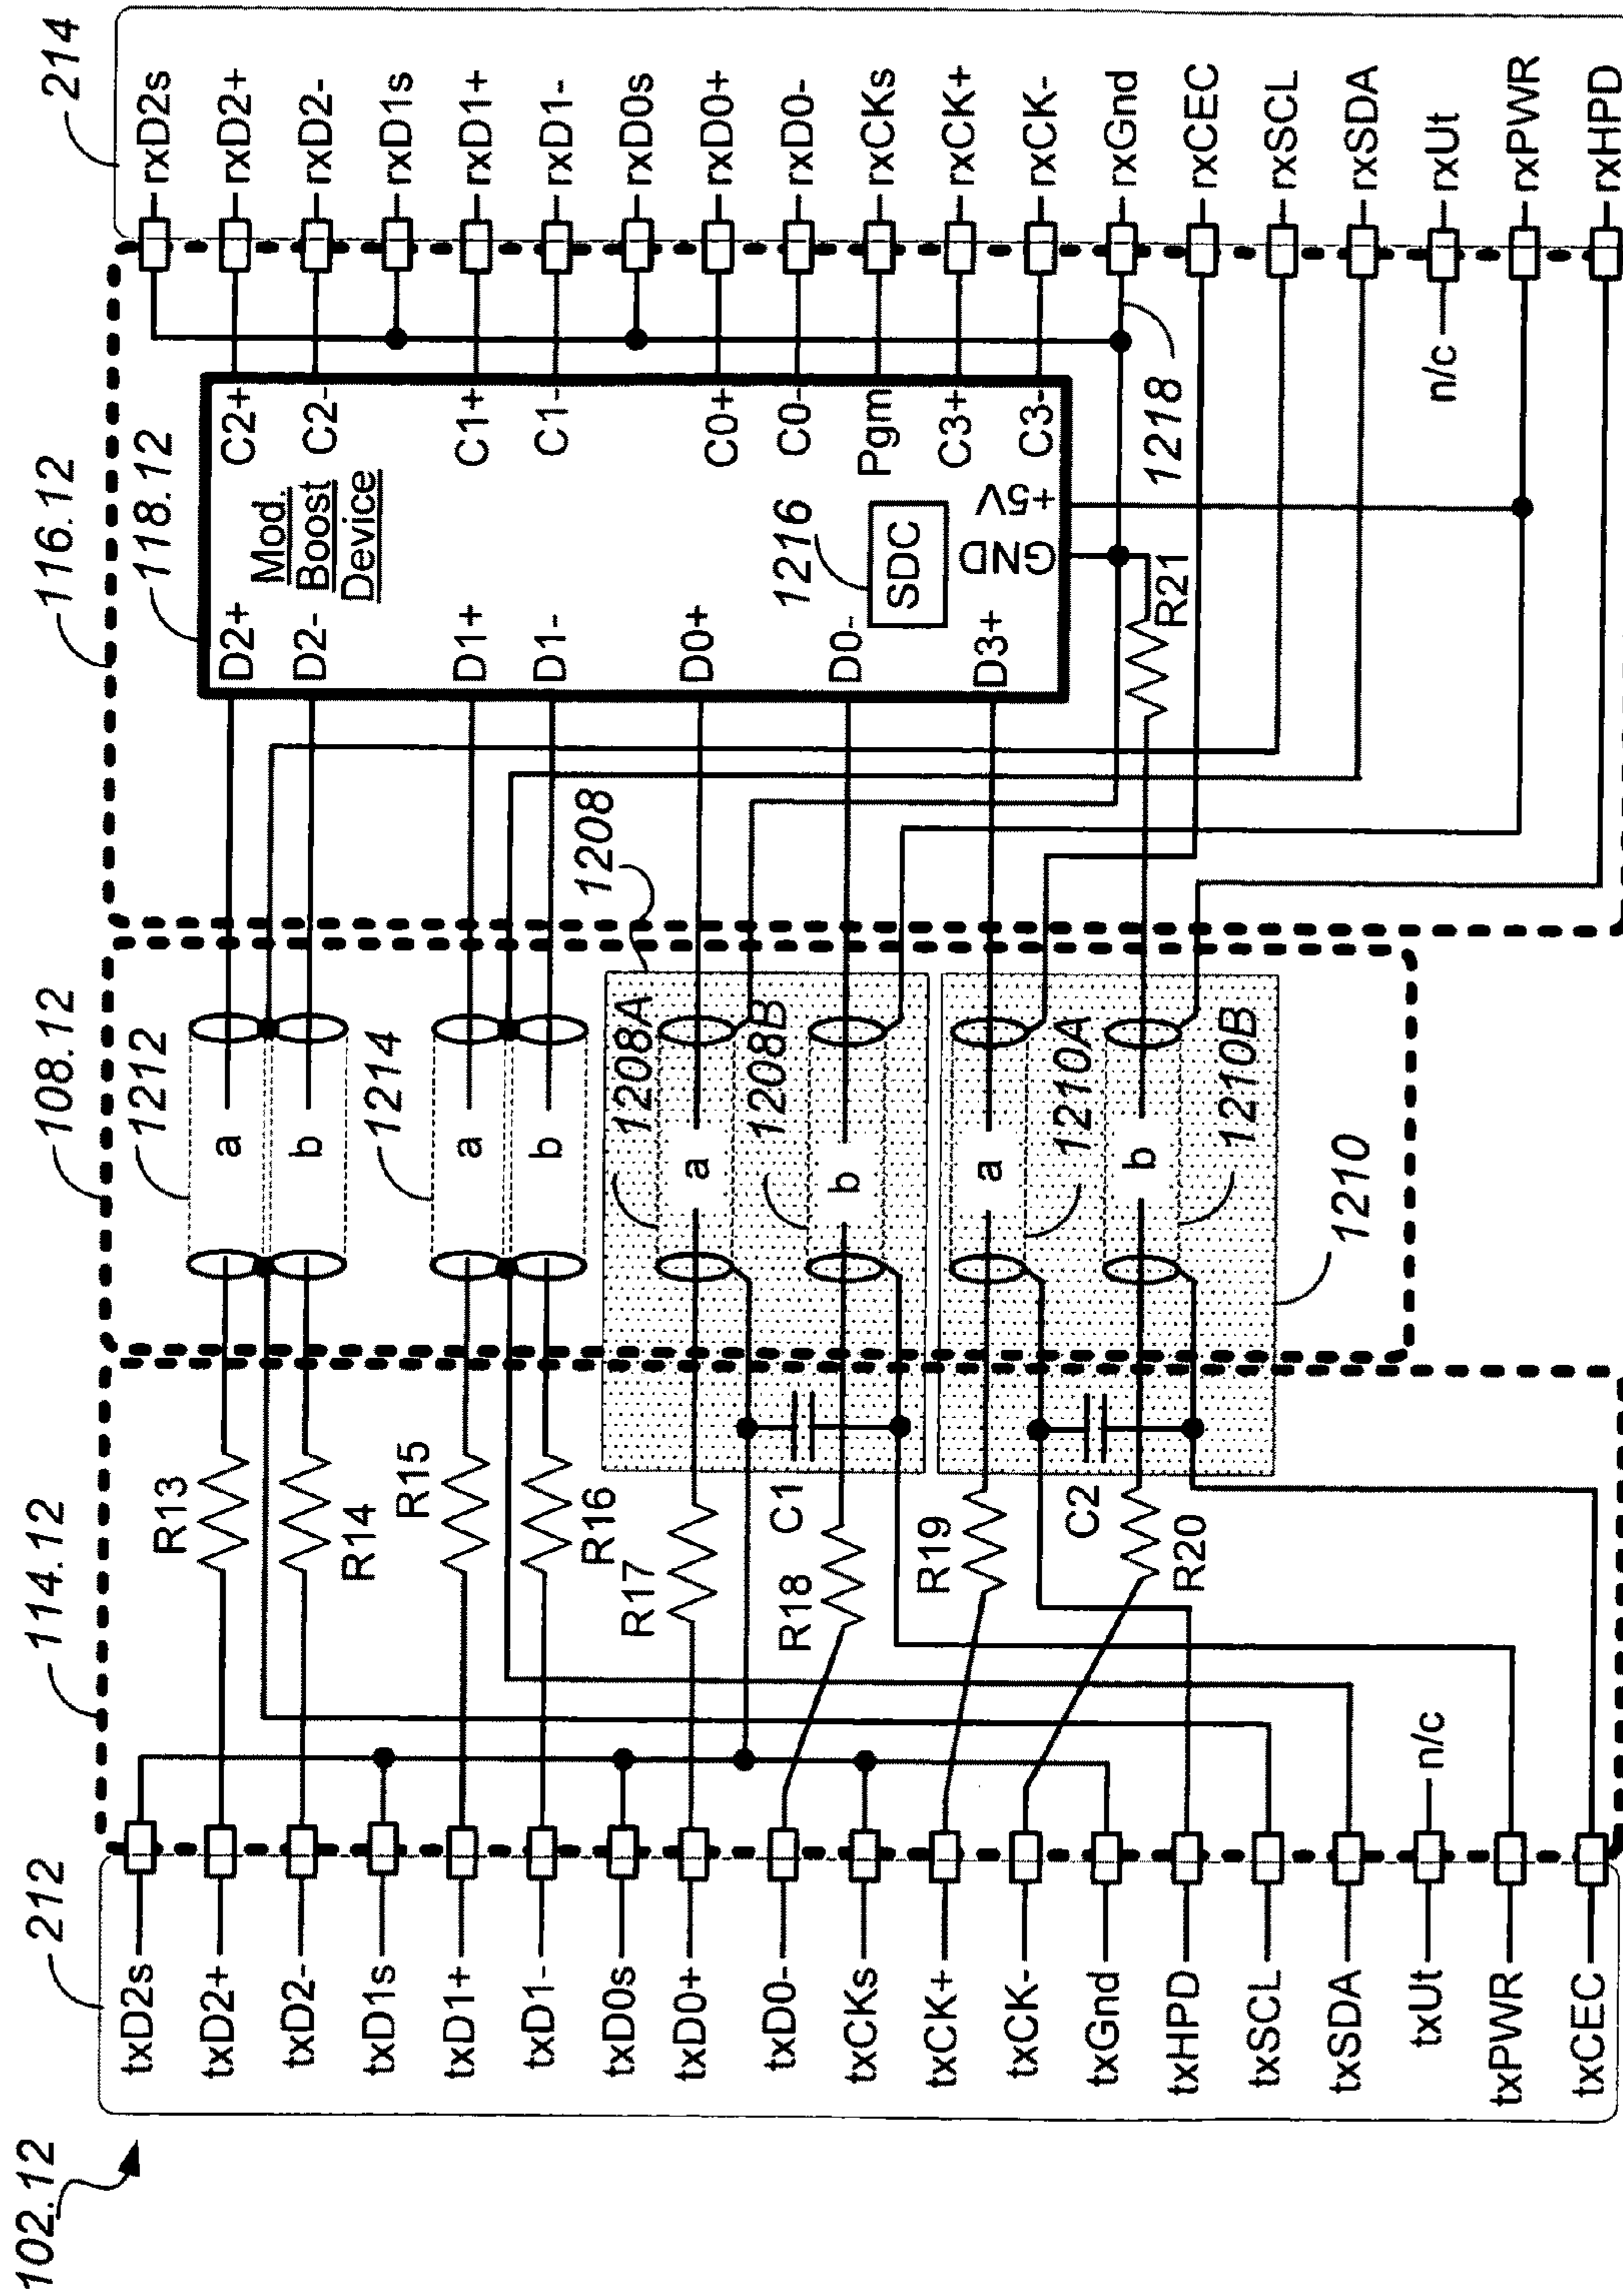 102.12
212
114.12
108.12
116.12
118.12
214
txD2s
txD2+
txD2-
txD1s
txD1+
txD1-
txD0s
txD0+
txD0-
txCKs
txCK+
txCK-
txGnd
txHPD
txSCL
txSDA
txUt
n/c
txPWR
txCEC
R13
R14
R15
R16
R17
R18
C1
R19
C2
R20
1212
a
b
1214
a
b
1208
1208A
a
1208B
b
a
1210A
b
1210B
1210
D2+
D2-
D1+
D1-
D0+
D0-
D3+
Mod.
Boost
Device
1216
SDC
GND
+5V
C2+
C2-
C1+
C1-
C0+
C0-
Pgm
C3+
C3-
R21
1218
n/c
rxD2s
rxD2+
rxD2-
rxD1s
rxD1+
rxD1-
rxD0s
rxD0+
rxD0-
rxCKs
rxCK+
rxCK-
rxGnd
rxCEC
rxSCL
rxSDA
rxUt
rxPWR
rxHPD